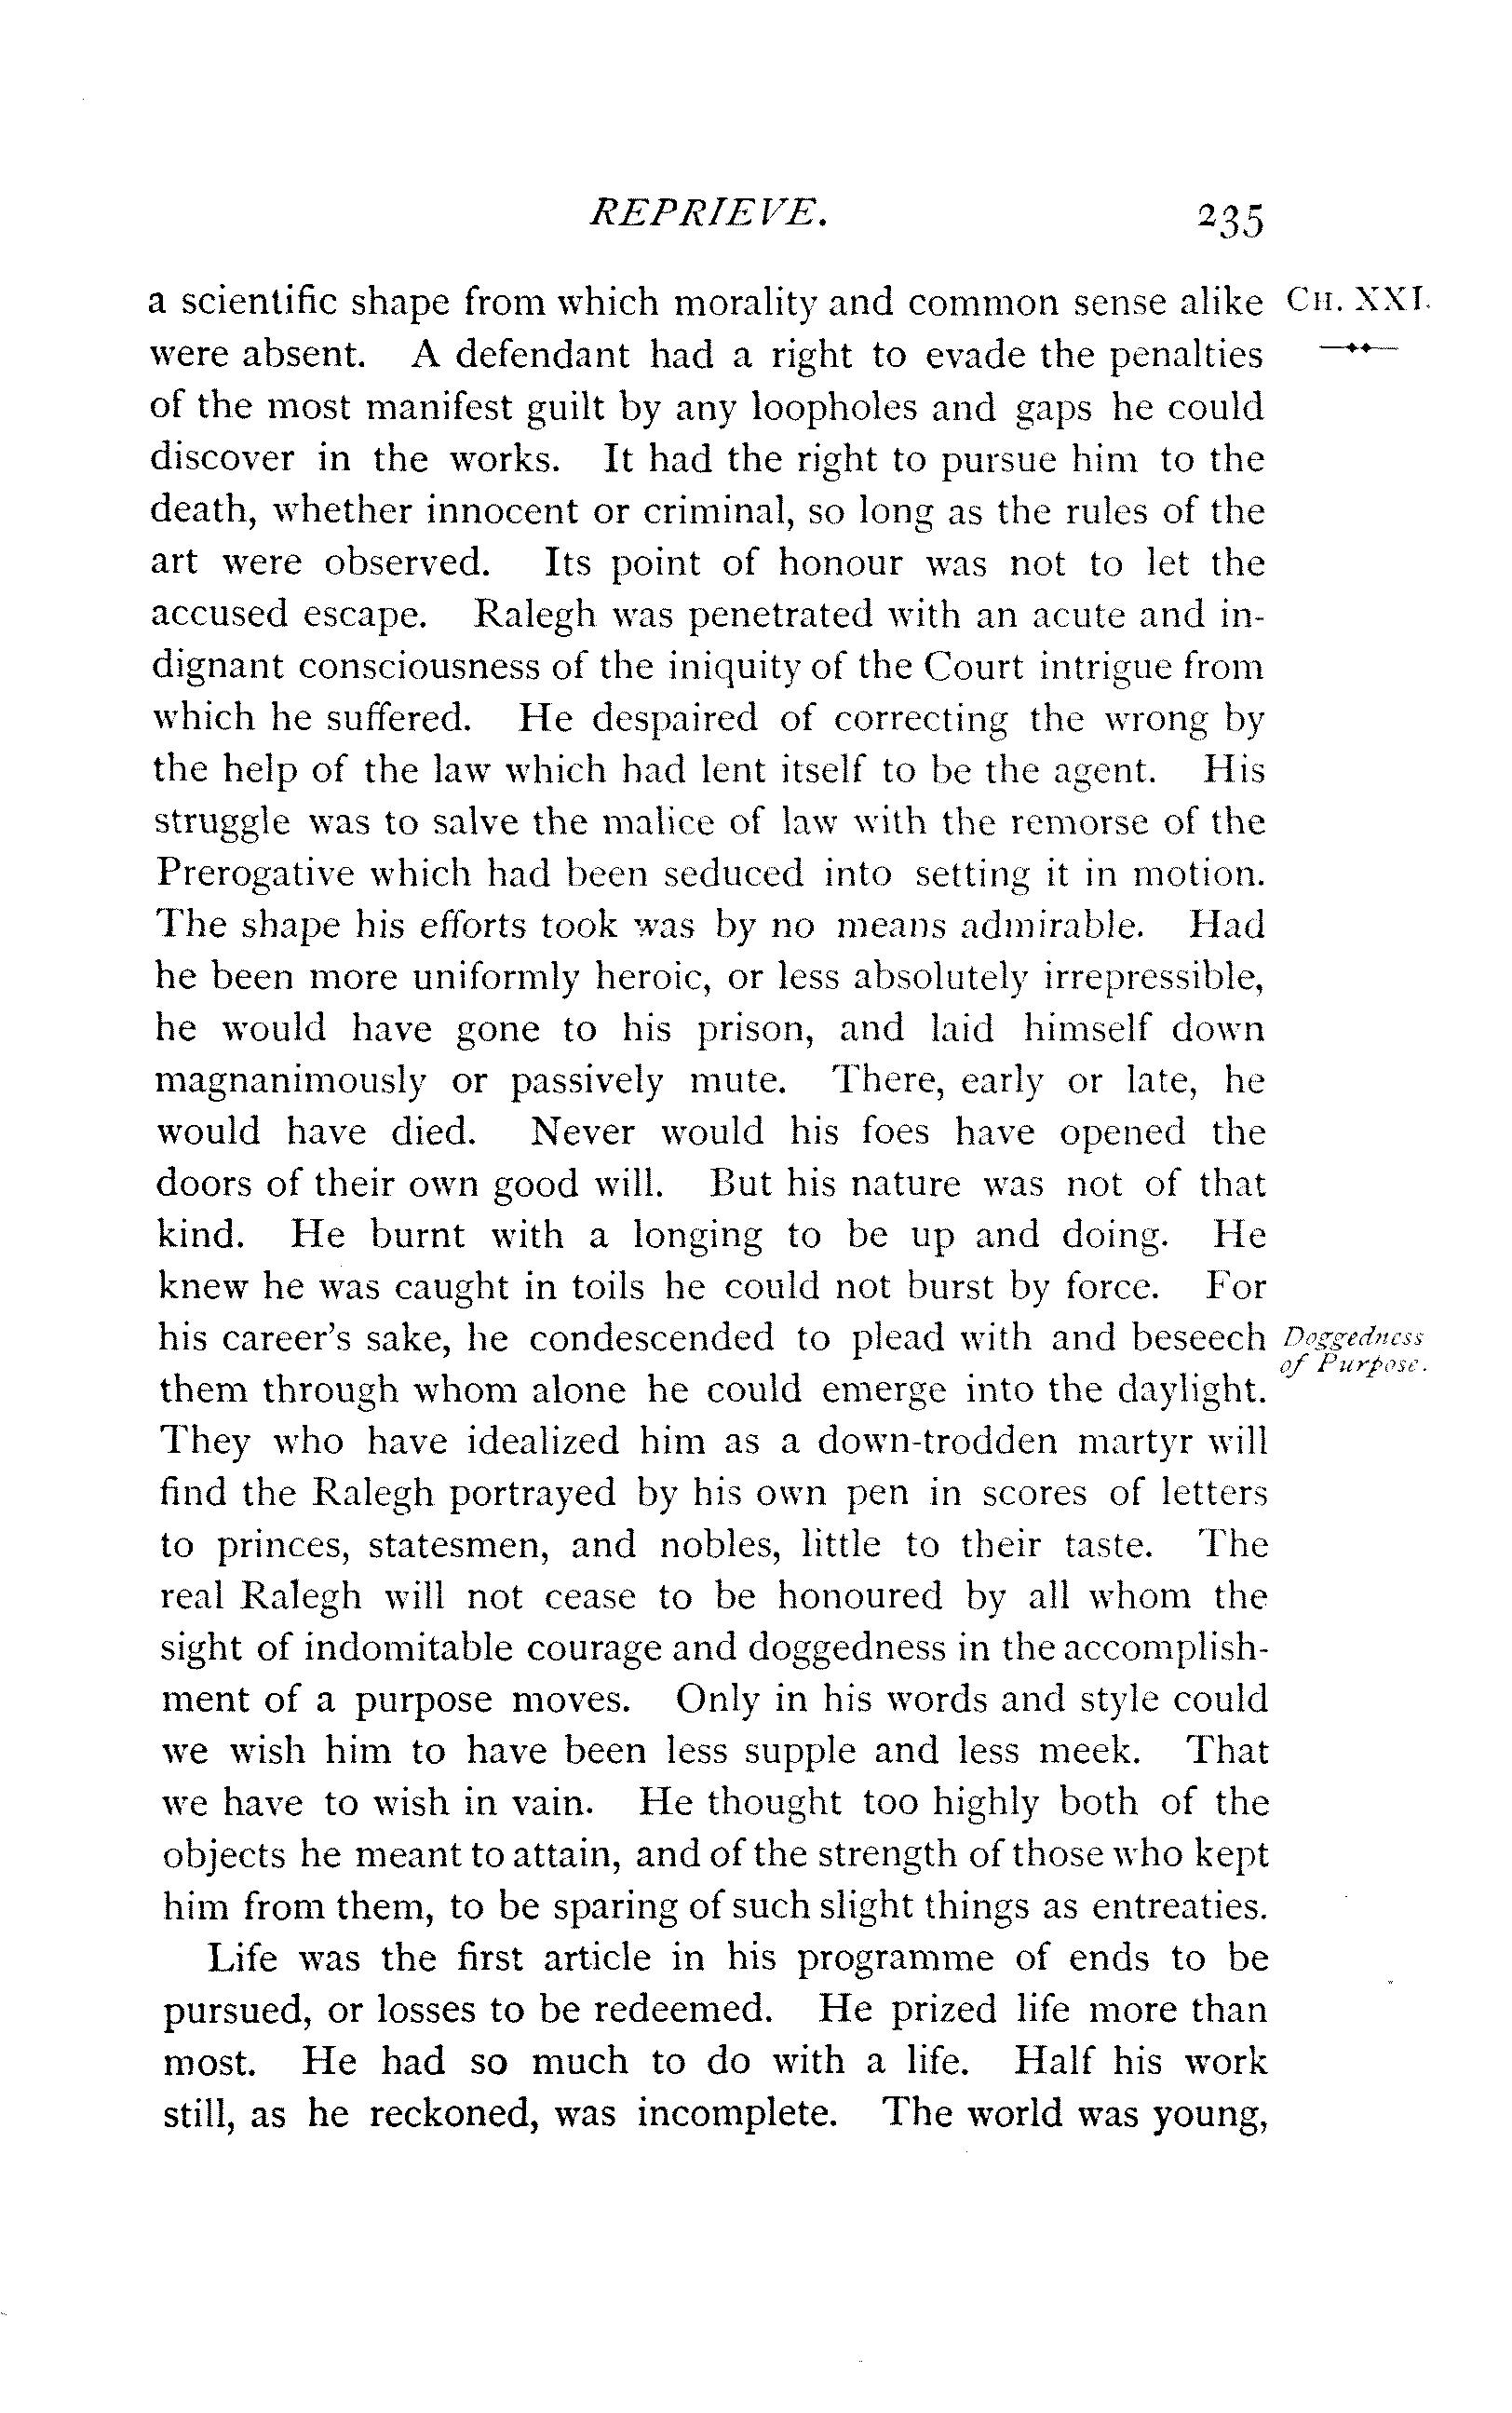 REPRIEVE. 235
a scientific shape from which morality and common sense alike CH. XXI.
were absent. A defendant had a right to evade the penalties
of the most manifest guilt by any loopholes and gaps he could
discover in the works. It had the right to pursue him to the
death, whether innocent or criminal, so long as the rules of the
art were observed. Its point of honour was not to let the
accused escape. Ralegh was penetrated with an acute and in-
dignant consciousness of the iniquity of the Court intrigue from
which he suffered. He despaired of correcting the wrong by
the help of the law which had lent itself to be the agent. His
struggle was to salve the malice of law with the remorse of the
Prerogative which had been seduced into setting it in motion.
The shape his efforts took was by no means admirable. Had
he been more uniformly heroic, or less absolutely irrepressible,
he would have gone to his prison, and laid himself down
magnanimously or passively mute. There, early or late, he
would have died. Never would his foes have opened the
doors of their own good will. But his nature was not of that
kind. He burnt with a longing to be up and doing. He
knew he was caught in toils he could not burst by force. For
his career's sake, he condescended to plead with and beseech
Doggedness
of Purpose.
them through whom alone he could emerge into the daylight.
They who have idealized him as a down-trodden martyr will
find the Ralegh portrayed by his own pen in scores of letters
to princes, statesmen, and nobles, little to their taste. The
real Ralegh will not cease to be honoured by all whom the
sight of indomitable courage and doggedness in the accomplish-
ment of a purpose moves. Only in his words and style could
we wish him to have been less supple and less meek. That
we have to wish in vain. He thought too highly both of the
objects he meant to attain, and of the strength of those who kept
him from them, to be sparing of such slight things as entreaties.
Life was the first article in his programme of ends to be
pursued, or losses to be redeemed. He prized life more than
most. He had so much to do with a life. Half his work
still, as he reckoned, was incomplete. The world was young,